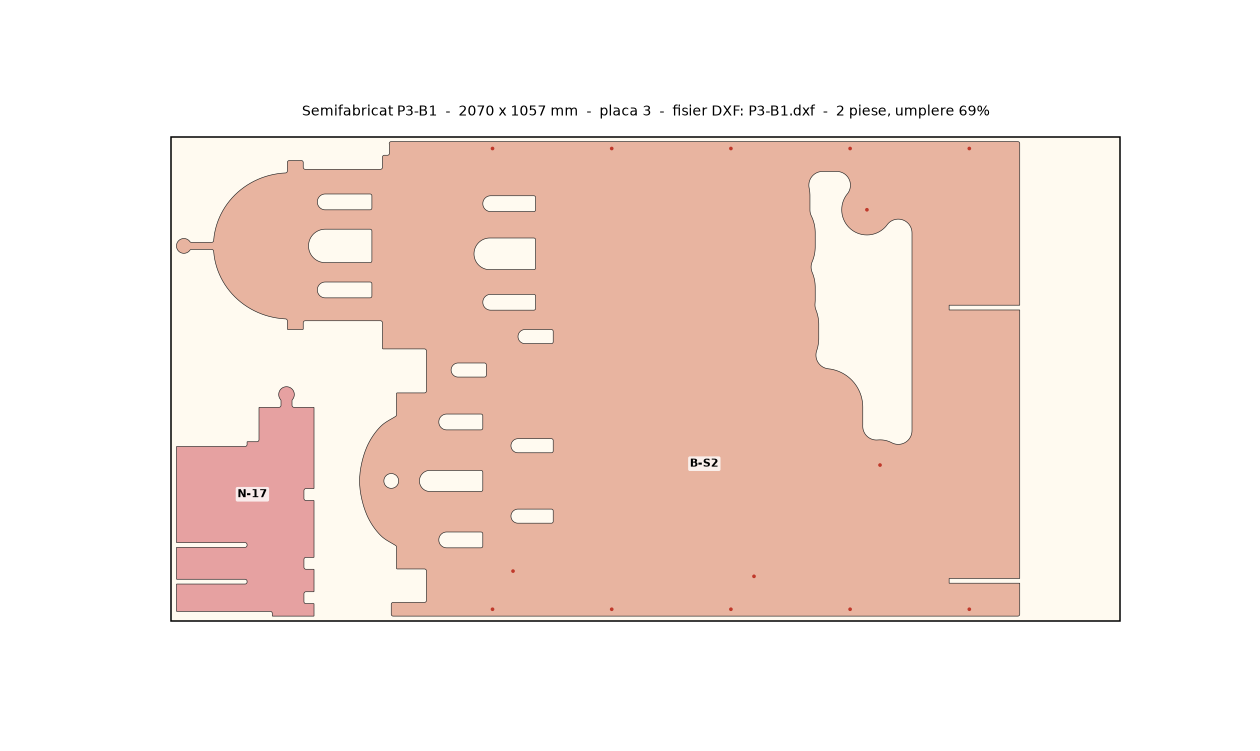 Semifabricat P3-B1 - 2070 x 1057 mm - placa 3 - fisier DXF: P3-B1.dxf - 2 piese, umplere 69%
B-S2
N-17